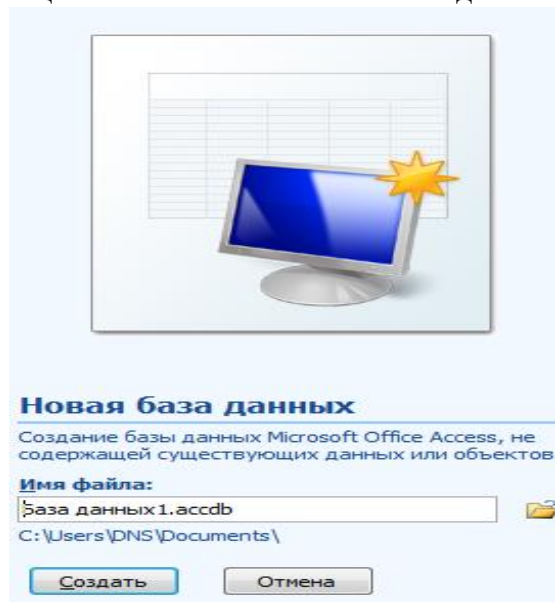 Новая база данных
Создание базы данных Microsoft Office Access, не
содержащей существующих данных или объектов
Имя файла:
База данных1.accdb
C:\Users\DNS\Documents\
Создать
Отмена